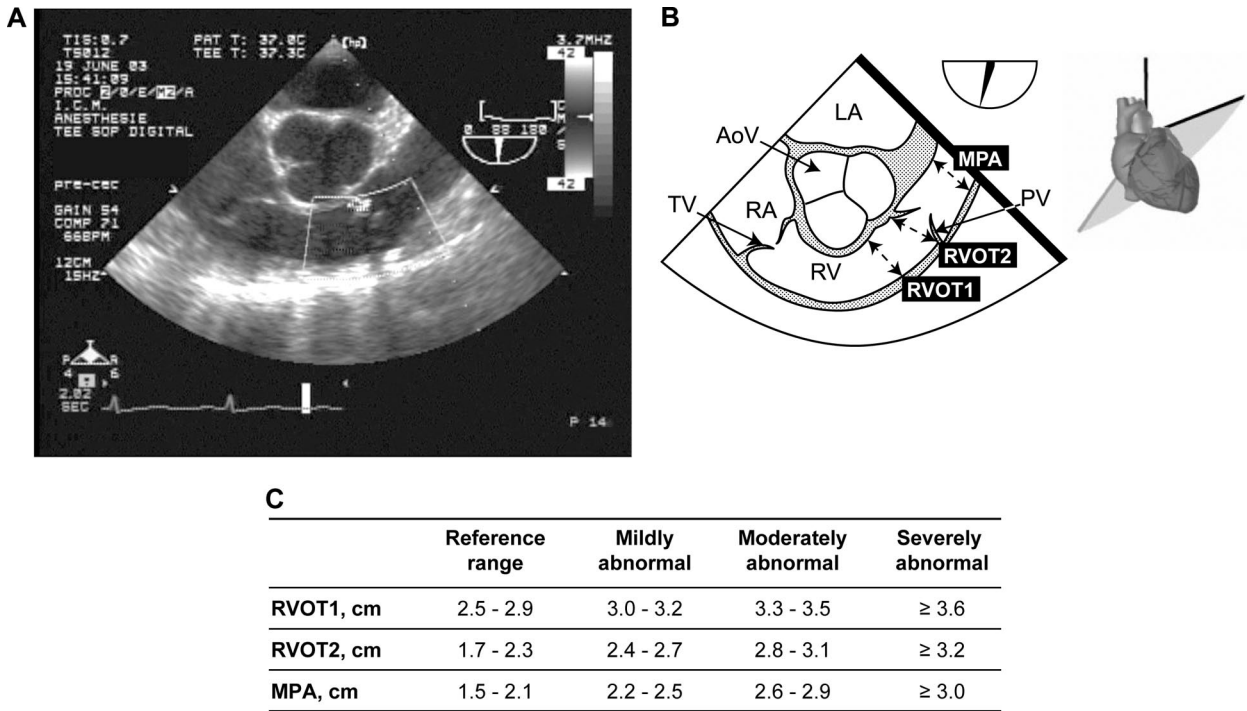 A
TIS:0.7 PAT T: 37.0C [hp] 3.7MHZ
TS012 TEE T: 37.3C
19 JUNE 03
15:41:09
PROC 2/0/E/M2/A
I.C.M.
ANESTHESIE
TEE SOP DIGITAL
42
0 88 180
42
GAIN 54
COMP 71
66BPM
12CM
15HZ
P
4 6
2.02
SEC
P 14
B
LA
AoV
MPA
TV
RA
PV
RVOT2
RV
RVOT1
C
Reference range Mildly abnormal Moderately abnormal Severely abnormal
RVOT1, cm 2.5 - 2.9 3.0 - 3.2 3.3 - 3.5 ≥ 3.6
RVOT2, cm 1.7 - 2.3 2.4 - 2.7 2.8 - 3.1 ≥ 3.2
MPA, cm 1.5 - 2.1 2.2 - 2.5 2.6 - 2.9 ≥ 3.0